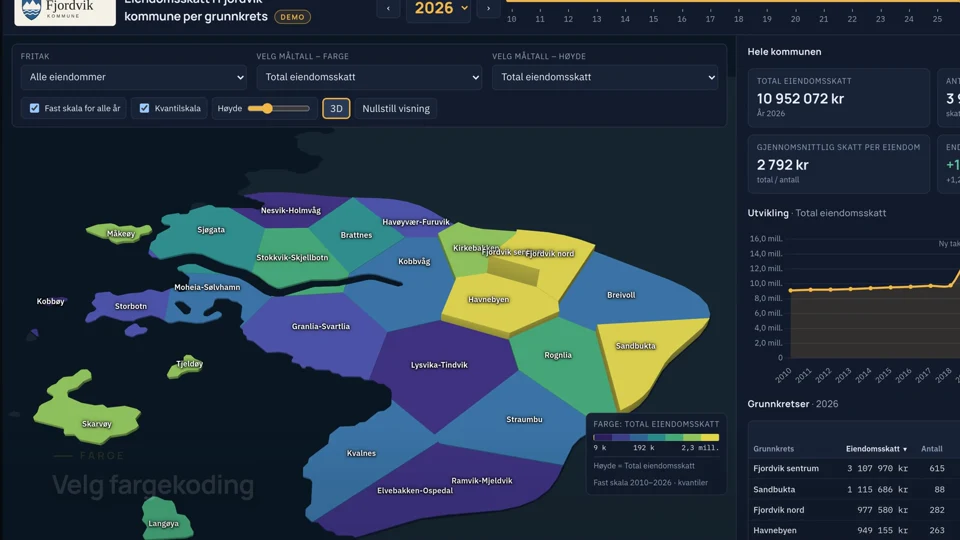 Fjordvik
KOMMUNE
Eiendomsskatt i Fjordvik
kommune per grunnkrets DEMO
‹ 2026 ›
10 11 12 13 14 15 16 17 18 19 20 21 22 23 24 25
FRITAK
Alle eiendommer
VELG MÅLTALL – FARGE
Total eiendomsskatt
VELG MÅLTALL – HØYDE
Total eiendomsskatt
Fast skala for alle år
Kvantilskala
Høyde
3D
Nullstill visning
Nesvik-Holmvåg
Havøyvær-Furuvik
Måkeøy
Sjøgata
Brattnes
Kirkebakken
Fjordvik nord
Stokkvik-Skjellbotn
Kobbvåg
Moheia-Sølvhamn
Breivoll
Kobbøy
Storbotn
Havnebyen
Granlia-Svartlia
Sandbukta
Rognlia
Tjeldøy
Lysvika-Tindvik
Skarvøy
Straumbu
Kvalnes
Ramvik-Mjeldvik
Elvebakken-Ospedal
Langøya
FARGE
Velg fargekoding
FARGE: TOTAL EIENDOMSSKATT
9 k 192 k 2,3 mill.
Høyde = Total eiendomsskatt
Fast skala 2010–2026 · kvantiler
Hele kommunen
TOTAL EIENDOMSSKATT
10 952 072 kr
År 2026
GJENNOMSNITTLIG SKATT PER EIENDOM
2 792 kr
total / antall
Utvikling · Total eiendomsskatt
Ny tak
16,0 mill.
14,0 mill.
12,0 mill.
10,0 mill.
8,0 mill.
6,0 mill.
4,0 mill.
2,0 mill.
0
2010 2011 2012 2013 2014 2015 2016 2017 2018
Grunnkretser · 2026
Grunnkrets Eiendomsskatt ▼ Antall
Fjordvik sentrum 3 107 970 kr 615
Sandbukta 1 115 686 kr 88
Fjordvik nord 977 580 kr 282
Havnebyen 949 155 kr 263